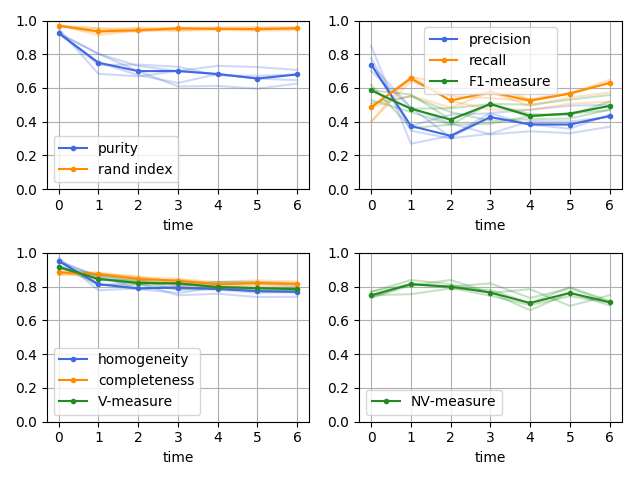 1.0
0.8
0.6
0.4
0.2
0.0
purity
rand index
0 1 2 3 4 5 6
time
1.0
0.8
0.6
0.4
0.2
0.0
precision
recall
F1-measure
0 1 2 3 4 5 6
time
1.0
0.8
0.6
0.4
0.2
0.0
homogeneity
completeness
V-measure
0 1 2 3 4 5 6
time
1.0
0.8
0.6
0.4
0.2
0.0
NV-measure
0 1 2 3 4 5 6
time